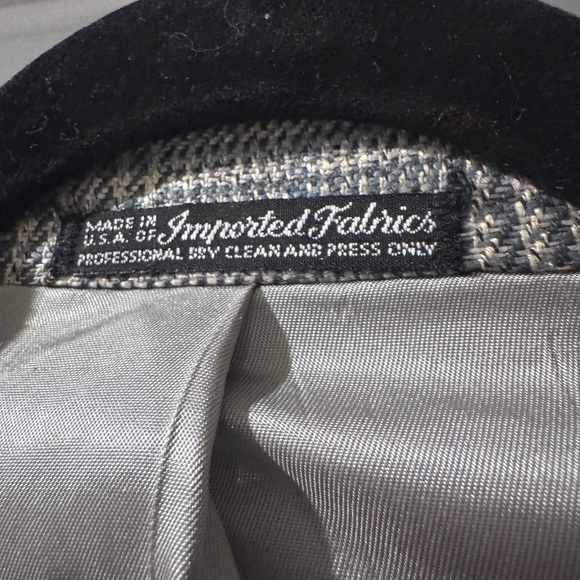 MADE IN
U.S.A. OF Imported Fabrics
PROFESSIONAL DRY CLEAN AND PRESS ONLY